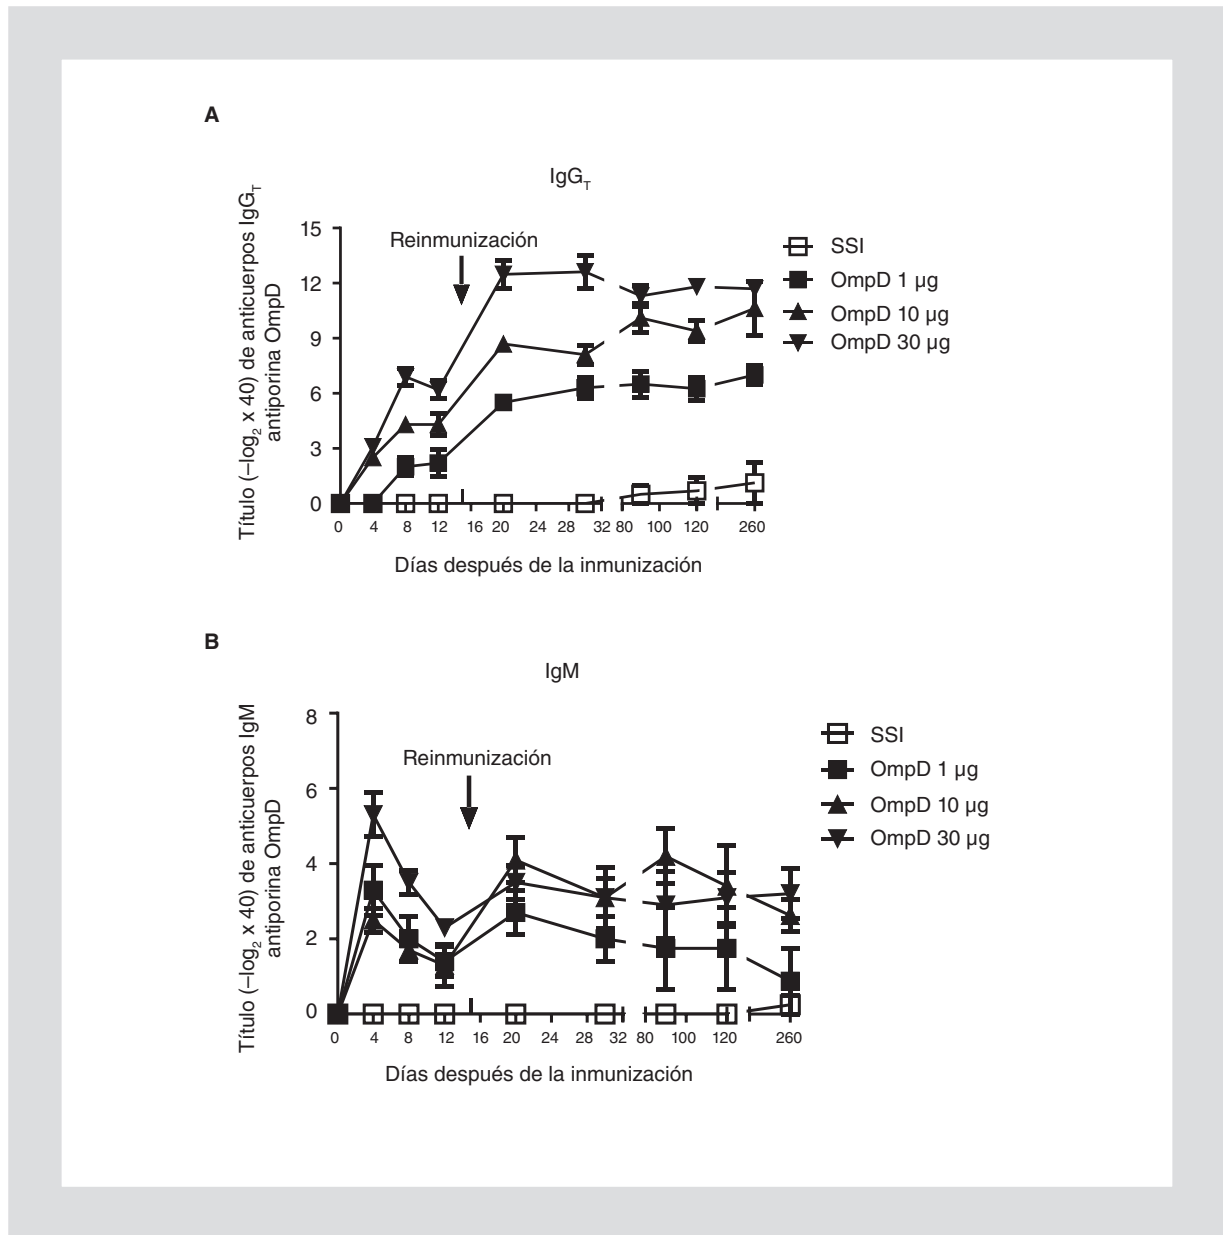 A
IgG_T
Título (–log₂ x 40) de anticuerpos IgG_T
antiporina OmpD
15
12
9
6
3
0
Reinmunización
SSI
OmpD 1 µg
OmpD 10 µg
OmpD 30 µg
0 4 8 12 16 20 24 28 32 80 100 120 260
Días después de la inmunización
B
IgM
Título (–log₂ x 40) de anticuerpos IgM
antiporina OmpD
8
6
4
2
0
Reinmunización
SSI
OmpD 1 µg
OmpD 10 µg
OmpD 30 µg
0 4 8 12 16 20 24 28 32 80 100 120 260
Días después de la inmunización